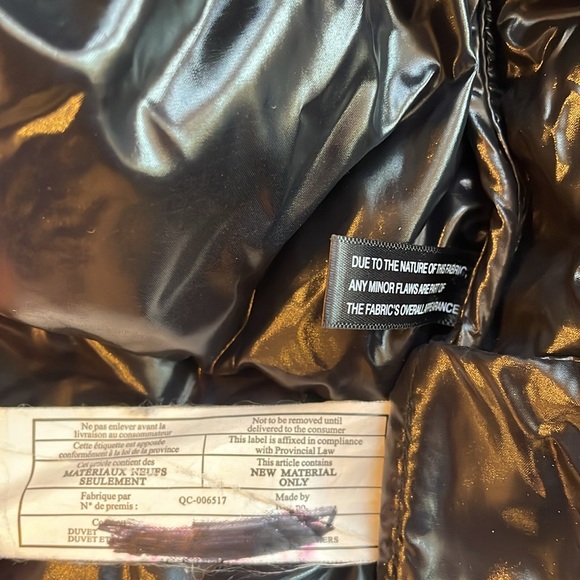 DUE TO THE NATURE OF THIS FABRIC,
ANY MINOR FLAWS ARE PART OF
THE FABRIC'S OVERALL APPEARANCE
Ne pas enlever avant la
livraison au consommateur
Not to be removed until
delivered to the consumer
Cette étiquette est apposée
conformément à la loi de la province
This label is affixed in compliance
with Provincial Law
Cet article contient des
MATÉRIAUX NEUFS
SEULEMENT
This article contains
NEW MATERIAL
ONLY
Fabriqué par
N° de premis :
QC-006517
Made by
DUVET
DUVET ET